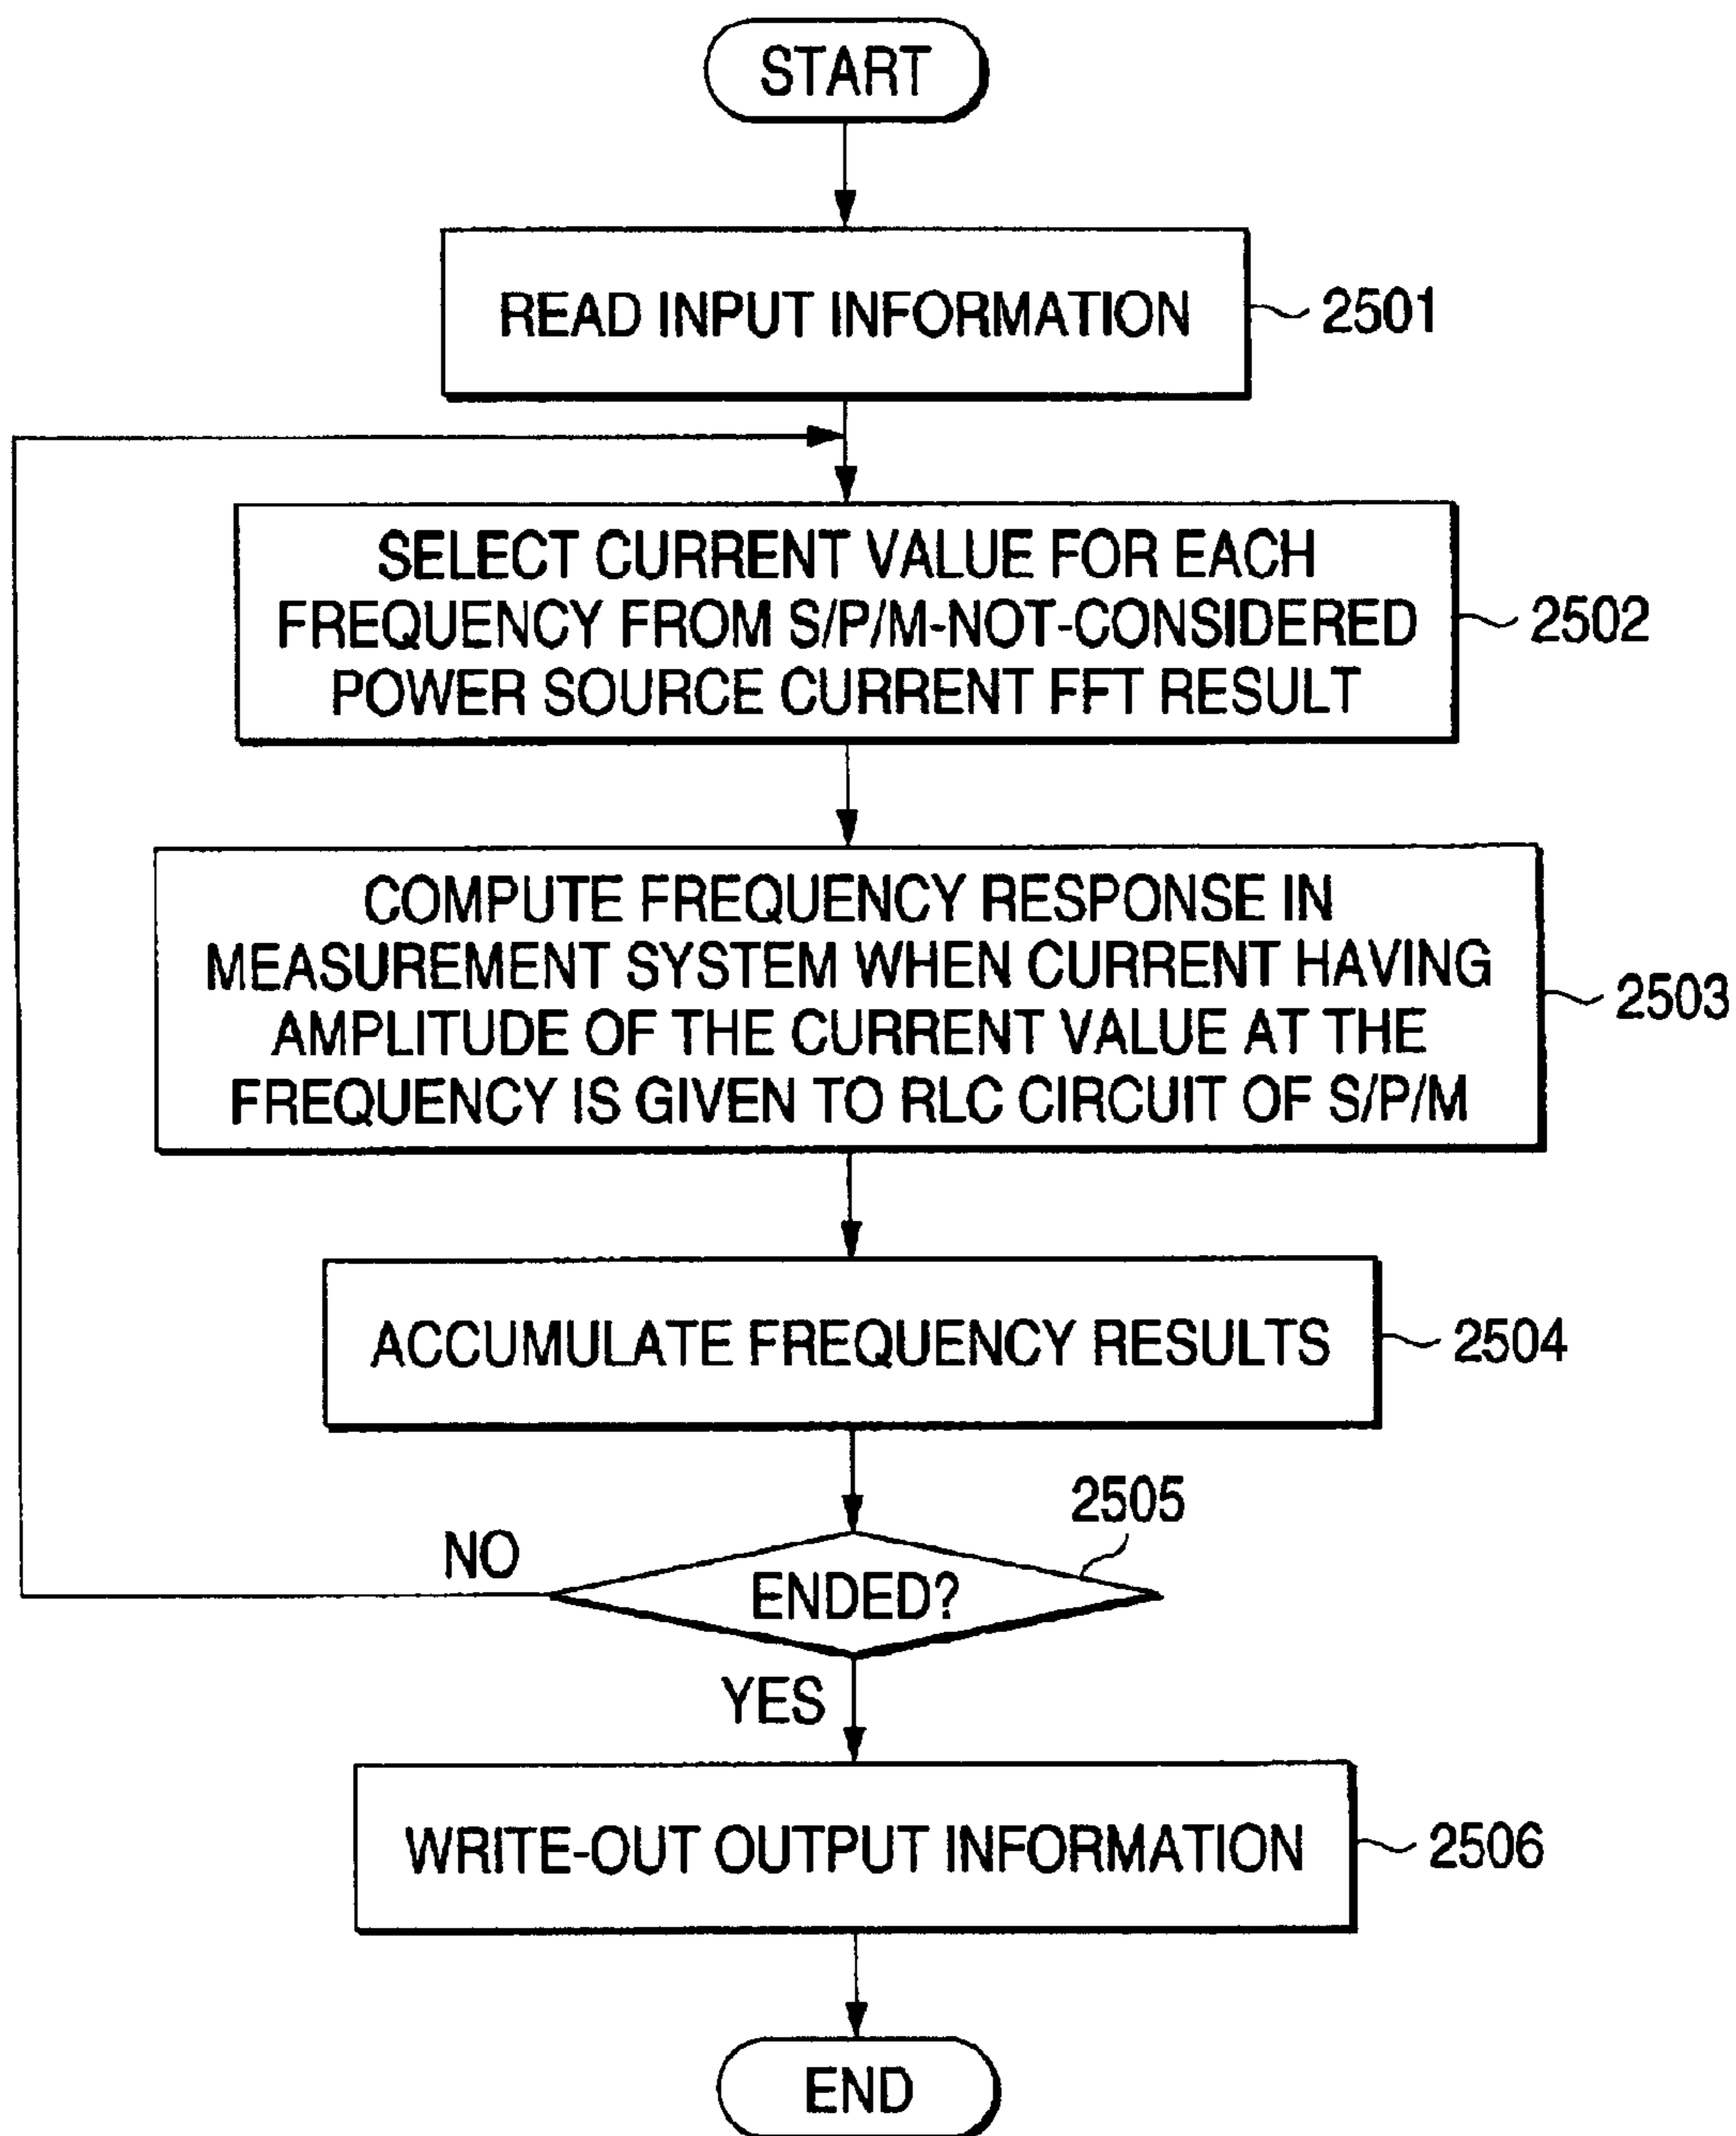 START
READ INPUT INFORMATION
2501
SELECT CURRENT VALUE FOR EACH
FREQUENCY FROM S/P/M-NOT-CONSIDERED
POWER SOURCE CURRENT FFT RESULT
2502
COMPUTE FREQUENCY RESPONSE IN
MEASUREMENT SYSTEM WHEN CURRENT HAVING
AMPLITUDE OF THE CURRENT VALUE AT THE
FREQUENCY IS GIVEN TO RLC CIRCUIT OF S/P/M
2503
ACCUMULATE FREQUENCY RESULTS
2504
2505
NO
ENDED?
YES
WRITE-OUT OUTPUT INFORMATION
2506
END